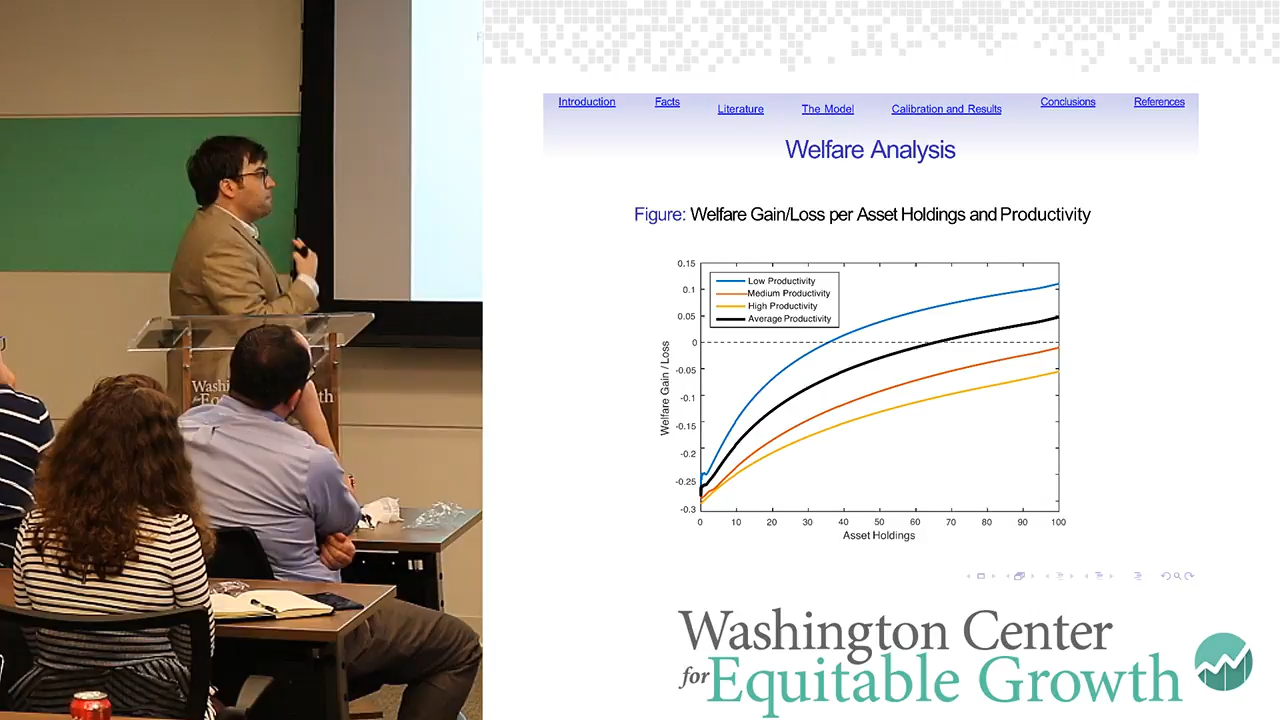 Introduction
Facts
Literature
The Model
Calibration and Results
Conclusions
References
Welfare Analysis
Figure: Welfare Gain/Loss per Asset Holdings and Productivity
0.15
0.1
0.05
0
-0.05
-0.1
-0.15
-0.2
-0.25
-0.3
Welfare Gain / Loss
Low Productivity
Medium Productivity
High Productivity
Average Productivity
0 10 20 30 40 50 60 70 80 90 100
Asset Holdings
Washington Center
for Equitable Growth